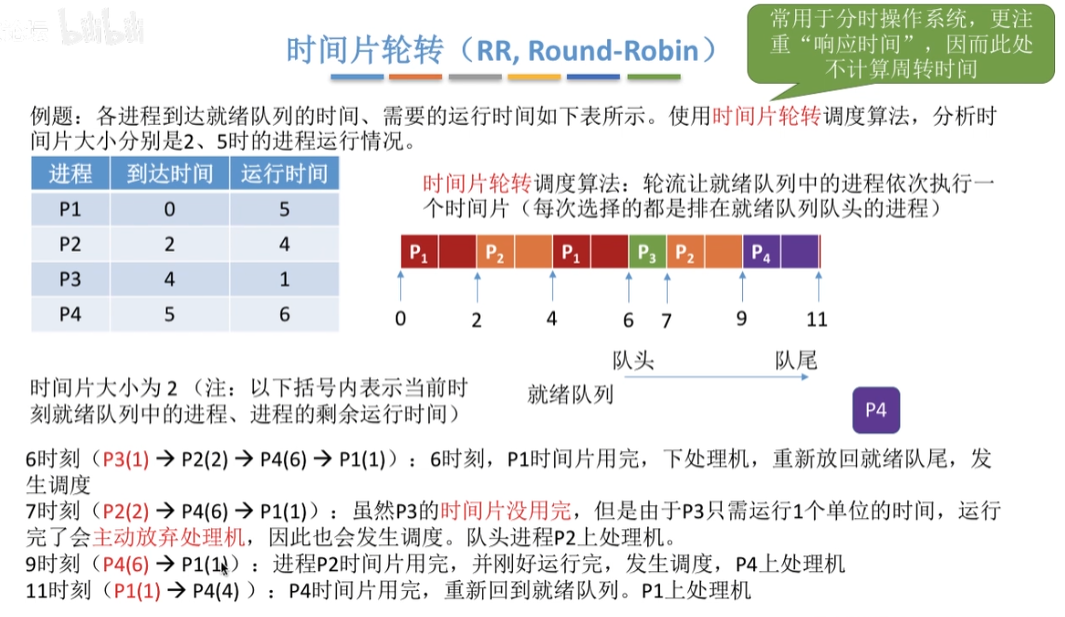 bilibili
时间片轮转（RR, Round-Robin）
常用于分时操作系统，更注
重“响应时间”，因而此处
不计算周转时间
例题：各进程到达就绪队列的时间、需要的运行时间如下表所示。使用时间片轮转调度算法，分析时
间片大小分别是2、5时的进程运行情况。
进程 到达时间 运行时间
P1 0 5
P2 2 4
P3 4 1
P4 5 6
时间片轮转调度算法：轮流让就绪队列中的进程依次执行一
个时间片（每次选择的都是排在就绪队列队头的进程）
P1 P2 P1 P3 P2 P4
0 2 4 6 7 9 11
队头 队尾
就绪队列
P4
时间片大小为 2 （注：以下括号内表示当前时
刻就绪队列中的进程、进程的剩余运行时间）
6时刻（P3(1) → P2(2) → P4(6) → P1(1)）：6时刻，P1时间片用完，下处理机，重新放回就绪队尾，发
生调度
7时刻（P2(2) → P4(6) → P1(1)）：虽然P3的时间片没用完，但是由于P3只需运行1个单位的时间，运行
完了会主动放弃处理机，因此也会发生调度。队头进程P2上处理机。
9时刻（P4(6) → P1(1)）：进程P2时间片用完，并刚好运行完，发生调度，P4上处理机
11时刻（P1(1) → P4(4) ）：P4时间片用完，重新回到就绪队列。P1上处理机